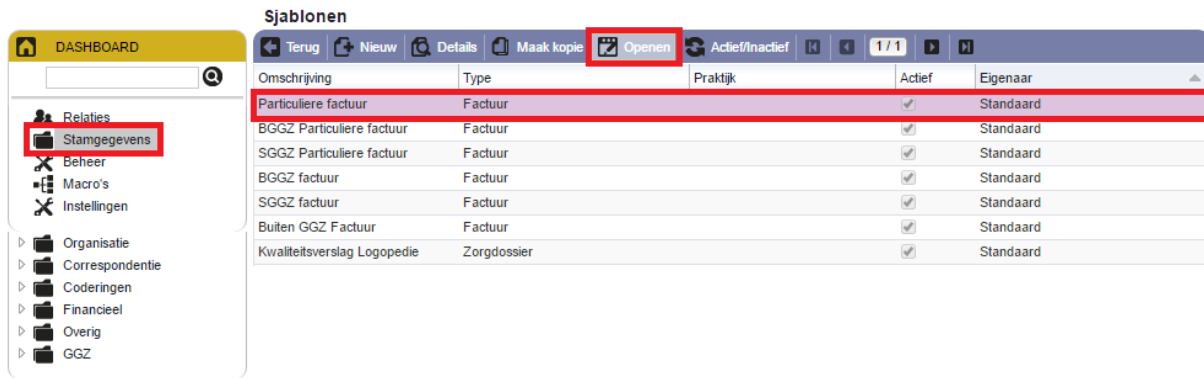 Sjablonen
DASHBOARD
Terug Nieuw Details Maak kopie Openen Actief/Inactief 1 / 1
Omschrijving Type Praktijk Actief Eigenaar
Particuliere factuur Factuur Standaard
BGGZ Particuliere factuur Factuur Standaard
SGGZ Particuliere factuur Factuur Standaard
BGGZ factuur Factuur Standaard
SGGZ factuur Factuur Standaard
Buiten GGZ Factuur Factuur Standaard
Kwaliteitsverslag Logopedie Zorgdossier Standaard
Relaties
Stamgegevens
Beheer
Macro's
Instellingen
Organisatie
Correspondentie
Coderingen
Financieel
Overig
GGZ